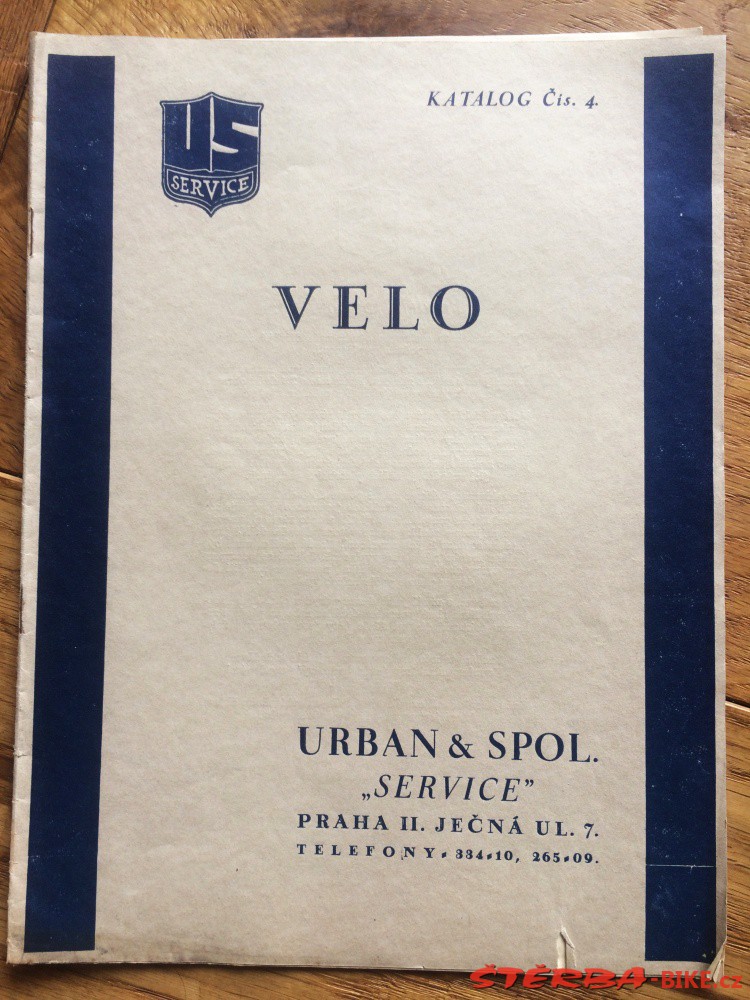 US
SERVICE
KATALOG Čís. 4.
VELO
URBAN & SPOL.
„SERVICE”
PRAHA II. JEČNÁ UL. 7.
TELEFONY: 334-10, 265-09.
ŠTĚRBA-BIKE.cz